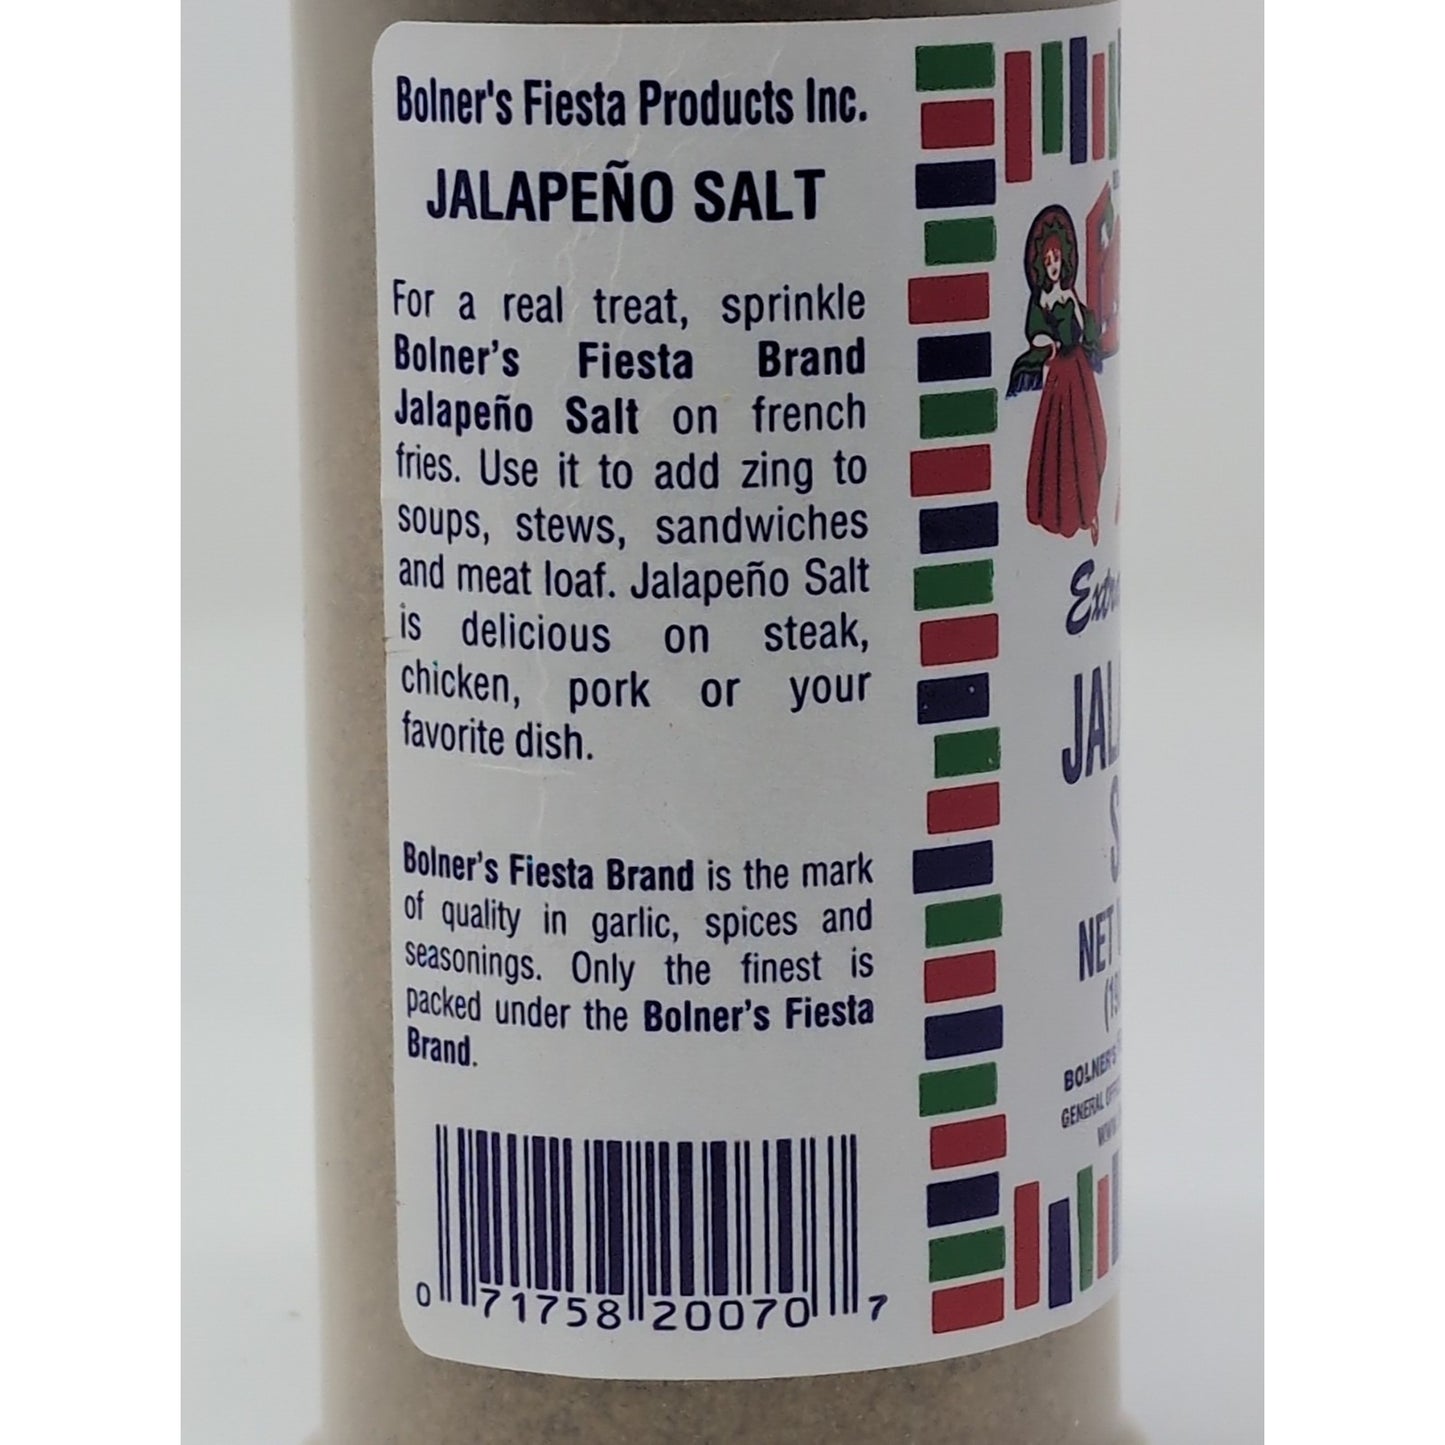 Bolner's Fiesta Products Inc.
JALAPEÑO SALT
For a real treat, sprinkle
Bolner's Fiesta Brand
Jalapeño Salt on french
fries. Use it to add zing to
soups, stews, sandwiches
and meat loaf. Jalapeño Salt
is delicious on steak,
chicken, pork or your
favorite dish.
Bolner's Fiesta Brand is the mark
of quality in garlic, spices and
seasonings. Only the finest is
packed under the Bolner's Fiesta
Brand.
0 71758 20070 7
NET
BOLNER'S
GENERAL